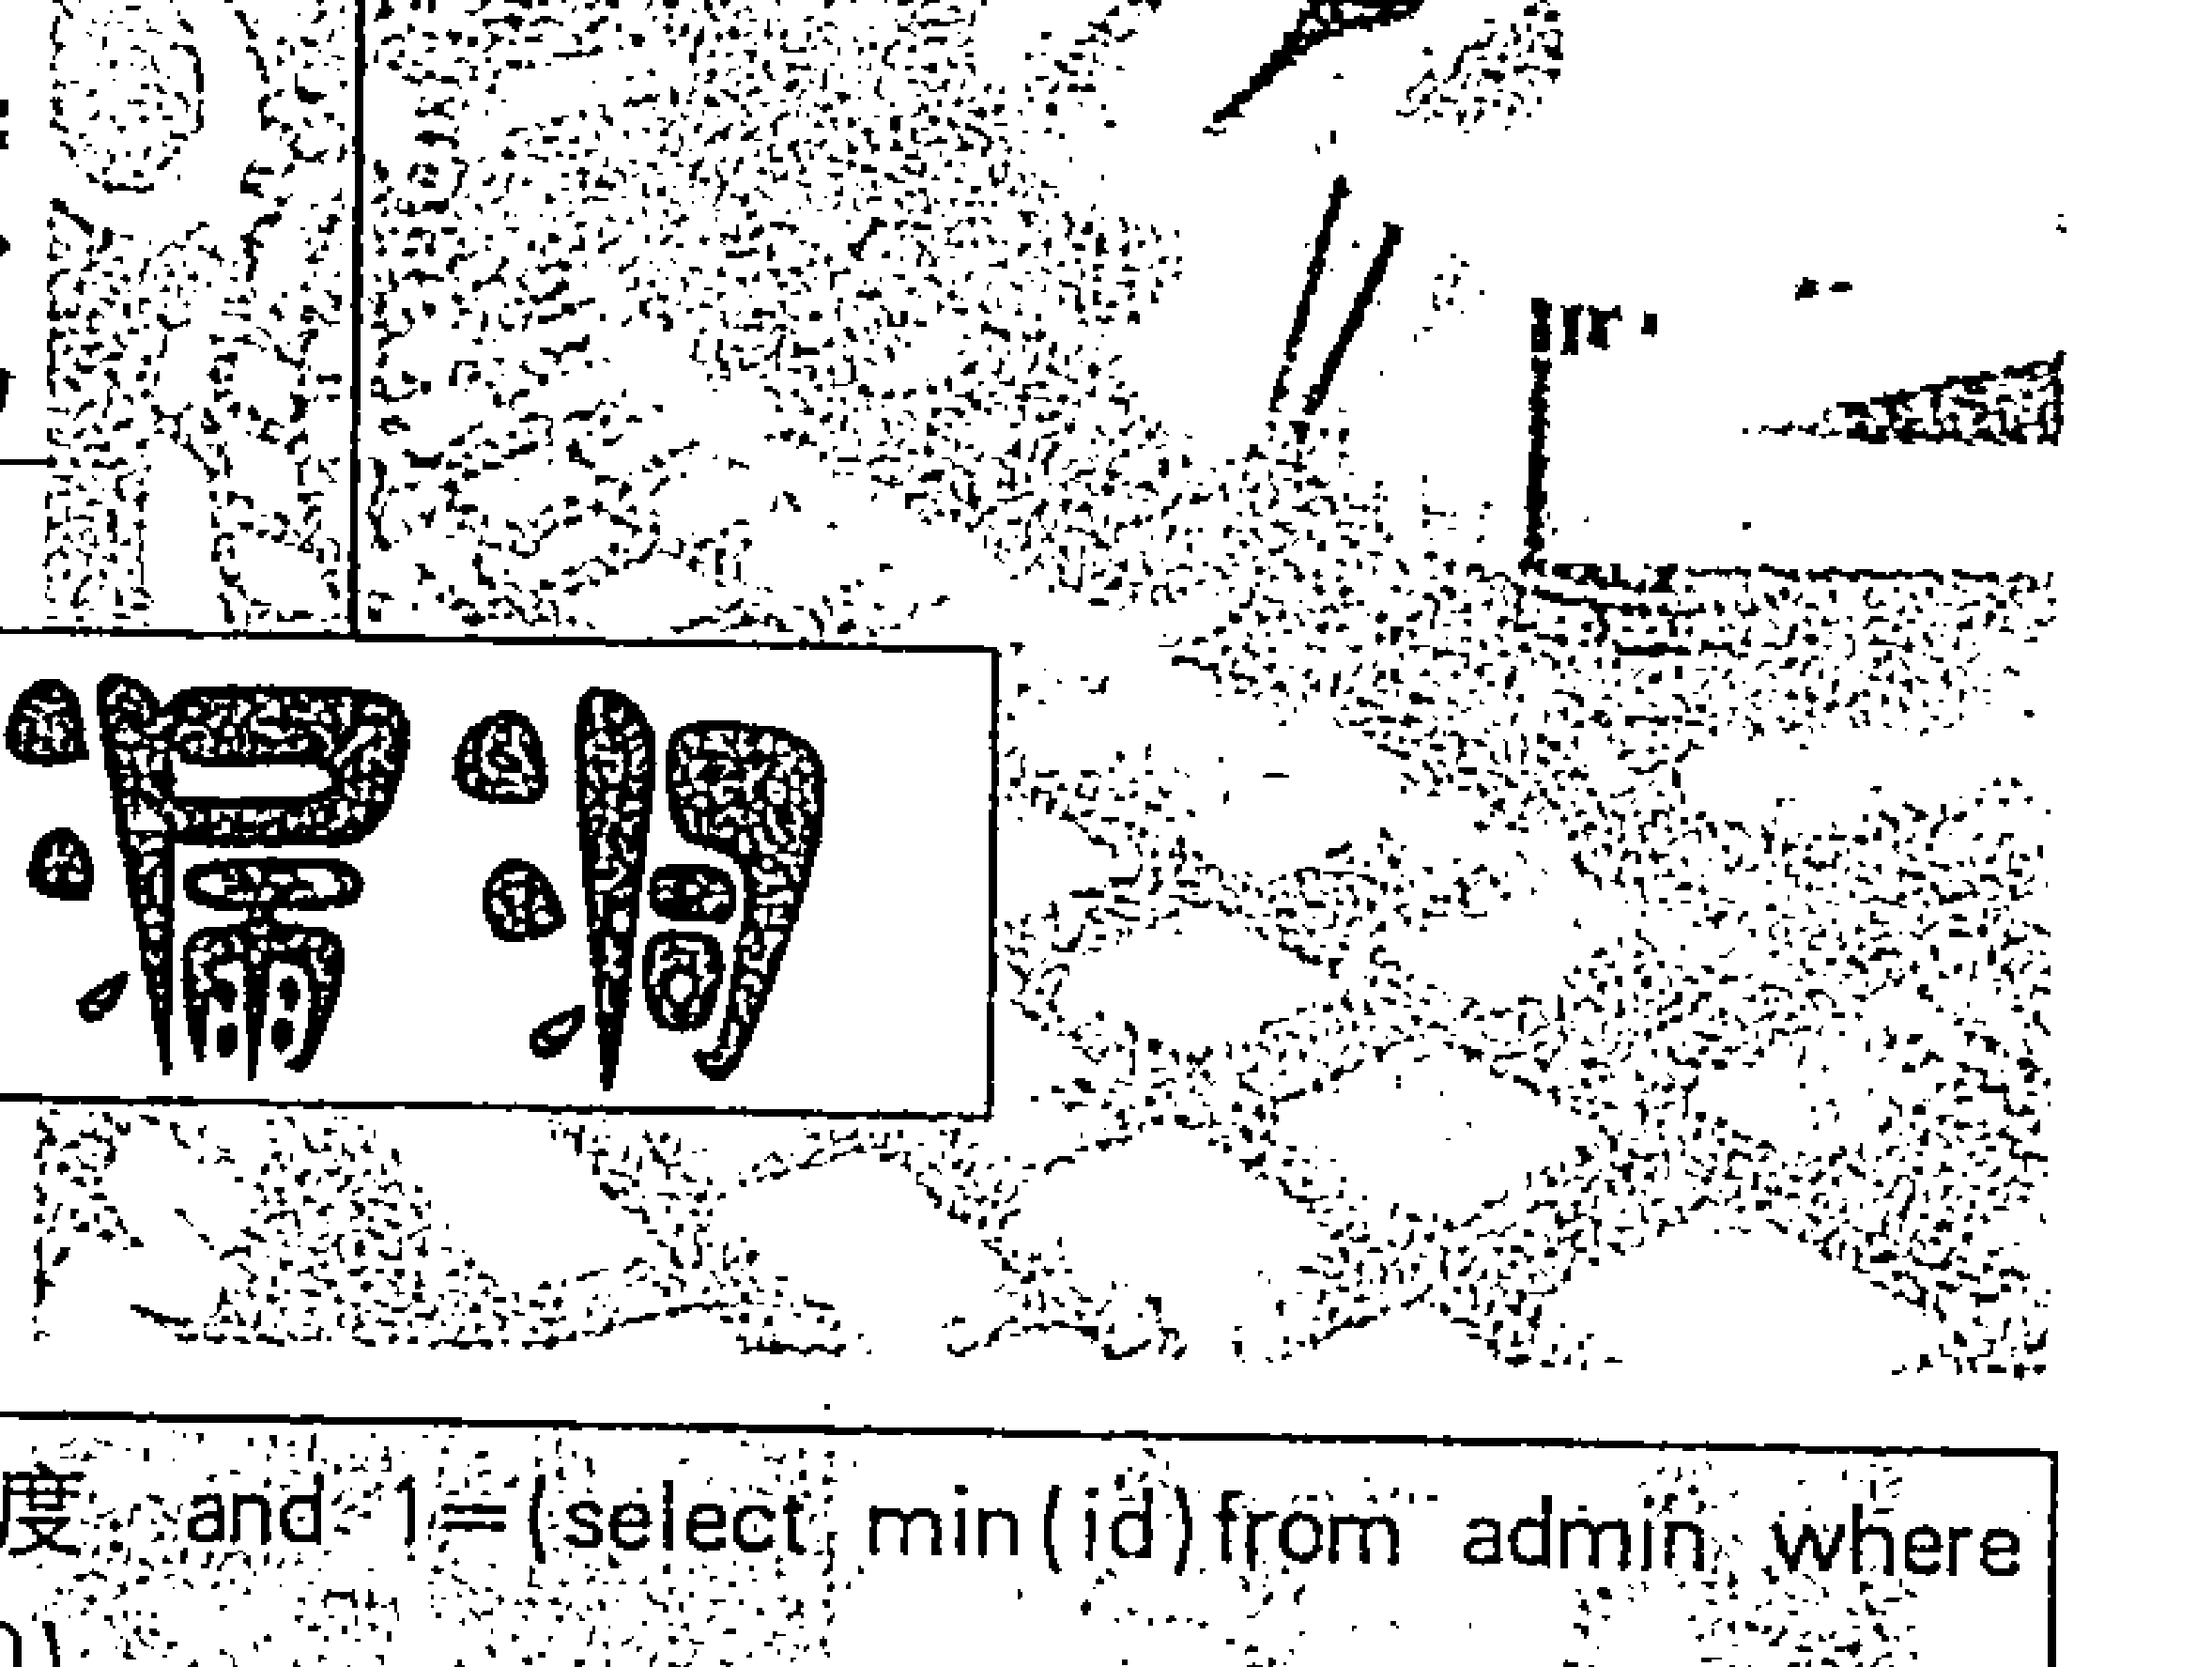 漏洞
度 and 1=(select min(id)from admin where